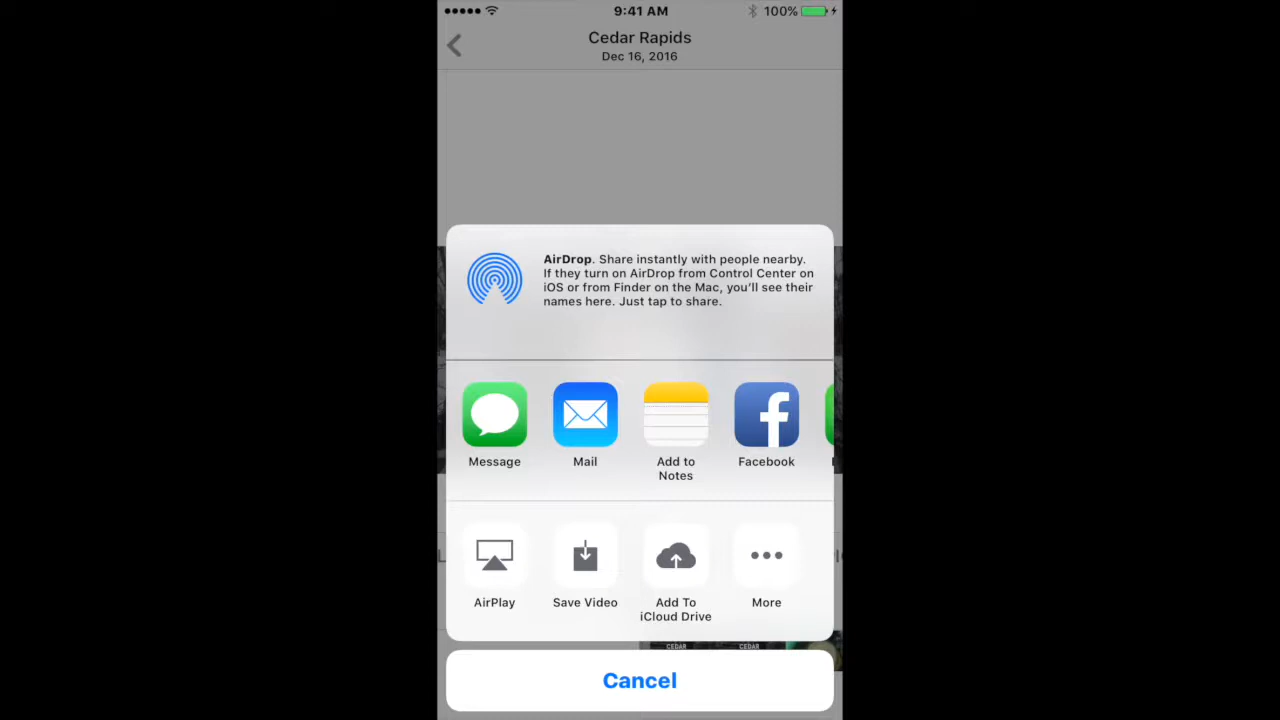 9:41 AM
100%
Cedar Rapids
Dec 16, 2016
AirDrop. Share instantly with people nearby.
If they turn on AirDrop from Control Center on
iOS or from Finder on the Mac, you'll see their
names here. Just tap to share.
Message
Mail
Add to
Notes
Facebook
AirPlay
Save Video
Add To
iCloud Drive
More
CEDAR
CEDAR
Cancel